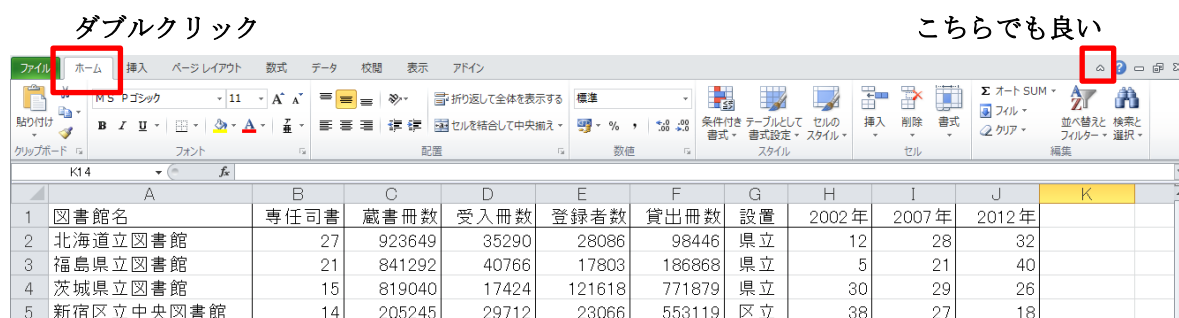 ダブルクリック こちらでも良い
ファイル ホーム 挿入 ページ レイアウト 数式 データ 校閲 表示 アドイン
ＭＳ Ｐゴシック 11 A A 折り返して全体を表示する 標準 Σ オート SUM
貼り付け B I U A セルを結合して中央揃え % , 条件付き書式 テーブルとして書式設定 セルのスタイル 挿入 削除 書式 フィル クリア 並べ替えとフィルター 検索と選択
クリップボード フォント 配置 数値 スタイル セル 編集
K14 fx
A B C D E F G H I J K
1 図書館名 専任司書 蔵書冊数 受入冊数 登録者数 貸出冊数 設置 2002年 2007年 2012年
2 北海道立図書館 27 923649 35290 28086 98446 県立 12 28 32
3 福島県立図書館 21 841292 40766 17803 186868 県立 5 21 40
4 茨城県立図書館 15 819040 17424 121618 771879 県立 30 29 26
5 新宿区立中央図書館 14 205245 29712 23066 553119 区立 38 27 18